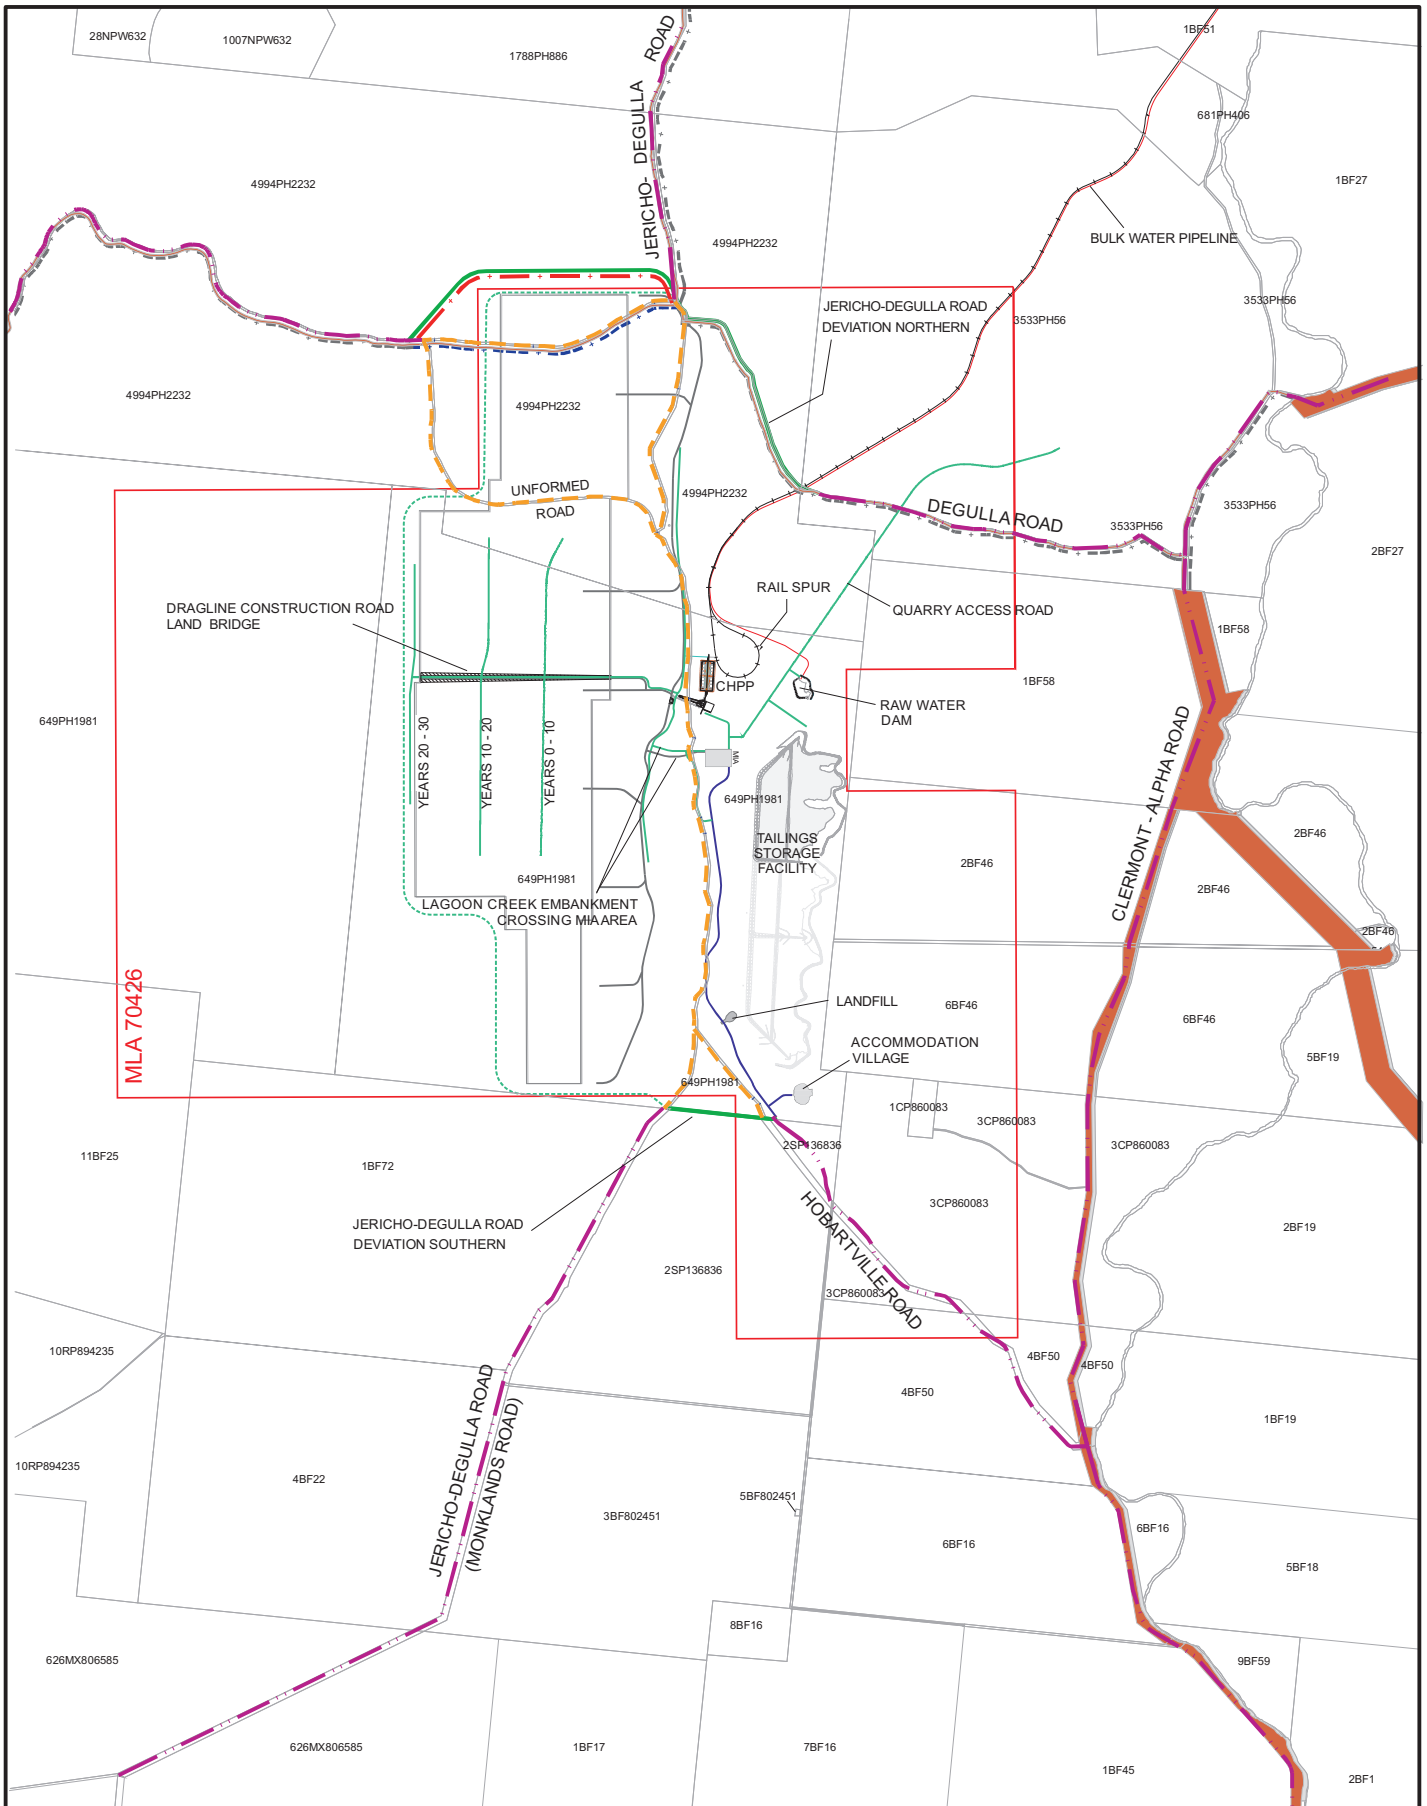 28NPW632
1007NPW632
1788PH886
1BF51
ROAD
JERICHO- DEGULLA
681PH406
4994PH2232
1BF27
4994PH2232
BULK WATER PIPELINE
3533PH56
JERICHO-DEGULLA ROAD
DEVIATION NORTHERN
3533PH56
4994PH2232
4994PH2232
UNFORMED
ROAD
4994PH2232
DEGULLA ROAD
3533PH56
3533PH56
2BF27
DRAGLINE CONSTRUCTION ROAD
LAND BRIDGE
RAIL SPUR
QUARRY ACCESS ROAD
1BF58
CHPP
1BF58
RAW WATER
DAM
649PH1981
YEARS 20 - 30
YEARS 10 - 20
YEARS 0 - 10
MIA
CLERMONT - ALPHA ROAD
649PH1981
TAILINGS
STORAGE
FACILITY
2BF46
2BF46
2BF46
649PH1981
LAGOON CREEK EMBANKMENT
CROSSING MIA AREA
2BF46
MLA 70426
LANDFILL
6BF46
6BF46
ACCOMMODATION
VILLAGE
5BF19
649PH1981
1CP860083
3CP860083
3CP860083
2SP136836
11BF25
1BF72
3CP860083
HOBARTVILLE ROAD
JERICHO-DEGULLA ROAD
DEVIATION SOUTHERN
2BF19
2SP136836
3CP860083
10RP894235
4BF50
4BF50
4BF50
JERICHO-DEGULLA ROAD
(MONKLANDS ROAD)
1BF19
10RP894235
4BF22
5BF802451
3BF802451
6BF16
6BF16
5BF18
8BF16
626MX806585
9BF59
626MX806585
1BF17
7BF16
1BF45
2BF1